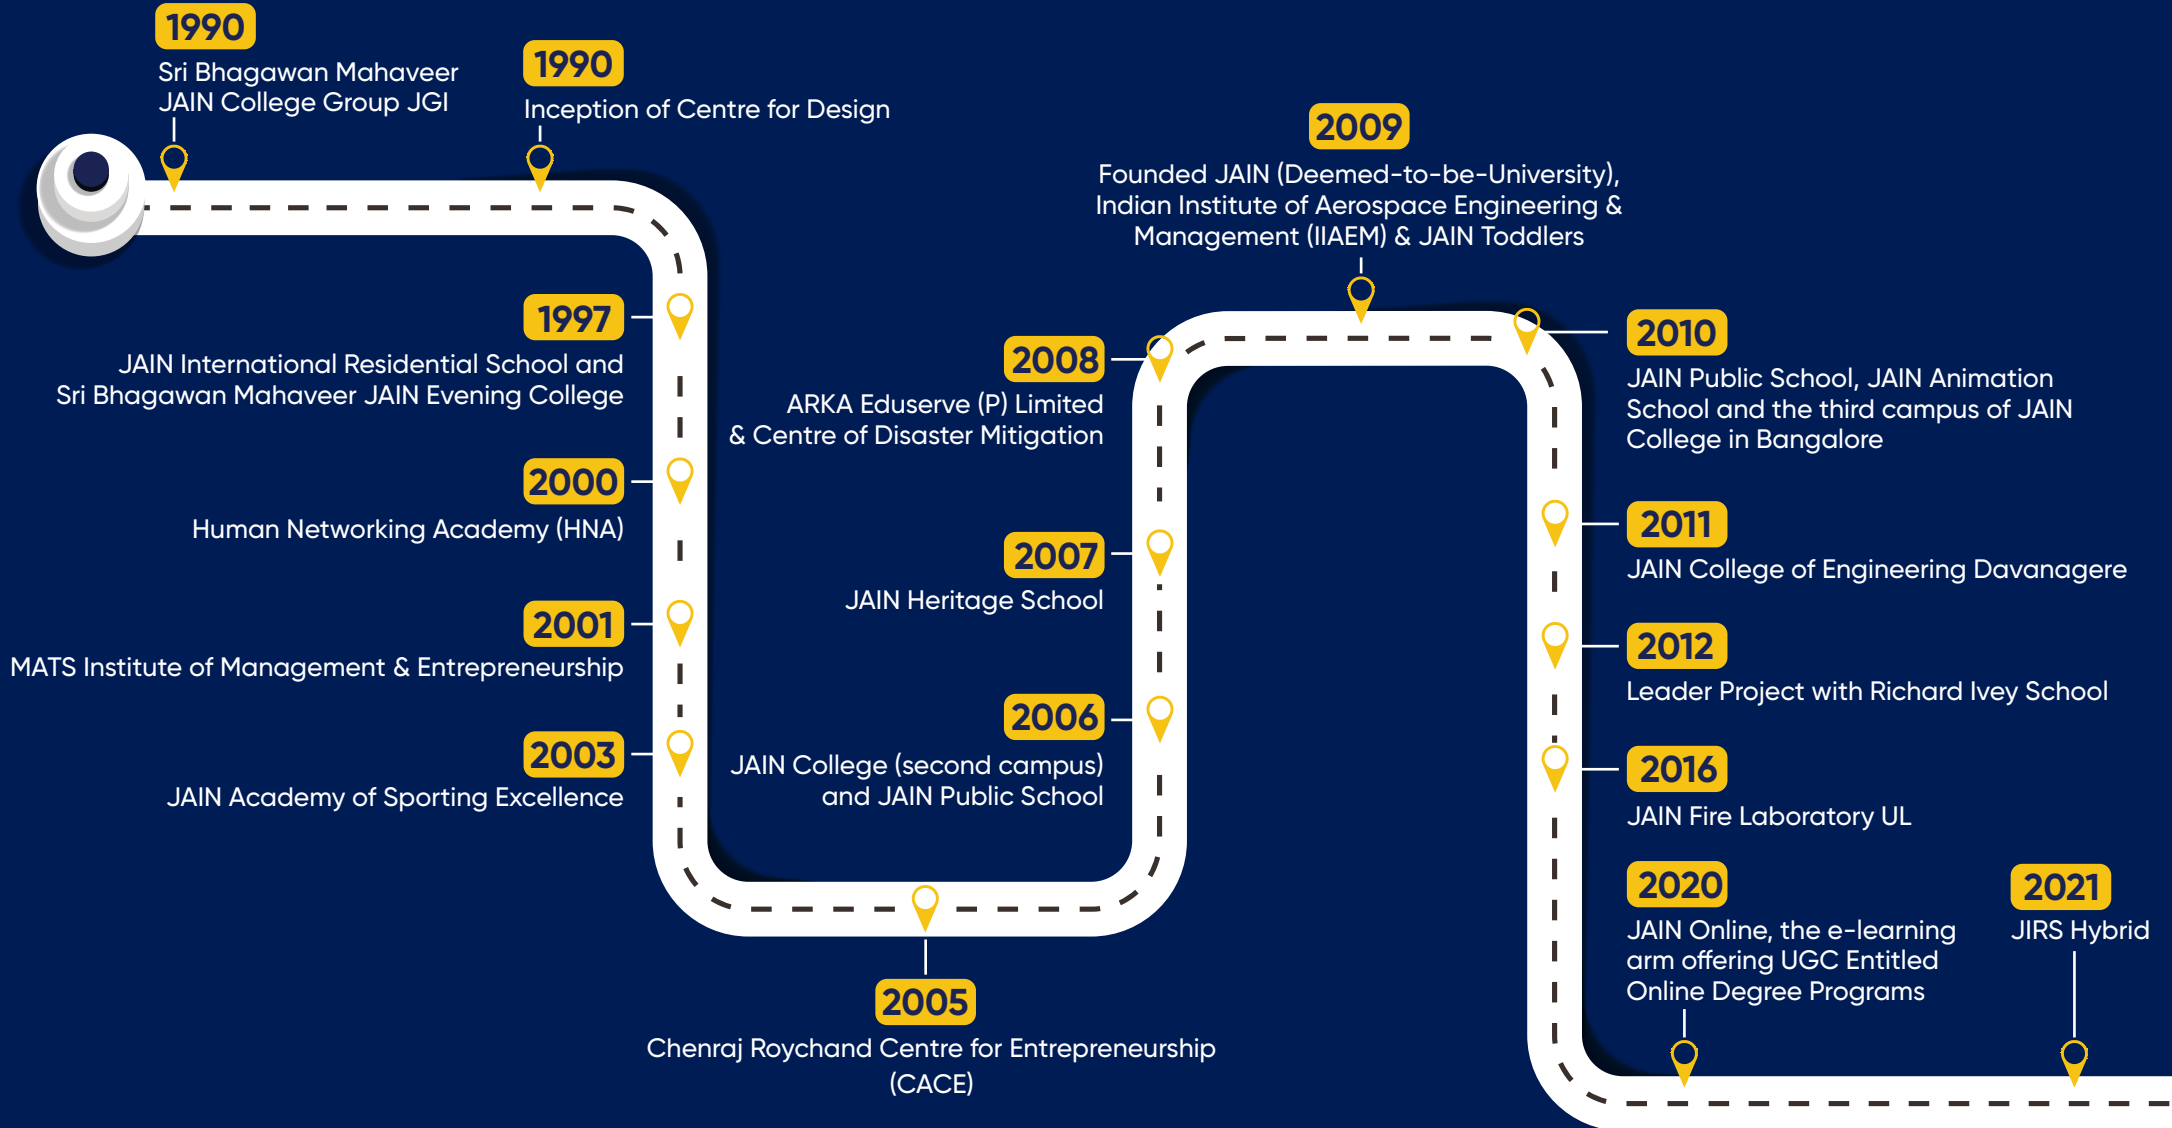 1990
Sri Bhagawan Mahaveer
JAIN College Group JGI
1990
Inception of Centre for Design
1997
JAIN International Residential School and
Sri Bhagawan Mahaveer JAIN Evening College
2000
Human Networking Academy (HNA)
2001
MATS Institute of Management & Entrepreneurship
2003
JAIN Academy of Sporting Excellence
2005
Chenraj Roychand Centre for Entrepreneurship
(CACE)
2006
JAIN College (second campus)
and JAIN Public School
2007
JAIN Heritage School
2008
ARKA Eduserve (P) Limited
& Centre of Disaster Mitigation
2009
Founded JAIN (Deemed-to-be-University),
Indian Institute of Aerospace Engineering &
Management (IIAEM) & JAIN Toddlers
2010
JAIN Public School, JAIN Animation
School and the third campus of JAIN
College in Bangalore
2011
JAIN College of Engineering Davanagere
2012
Leader Project with Richard Ivey School
2016
JAIN Fire Laboratory UL
2020
JAIN Online, the e-learning
arm offering UGC Entitled
Online Degree Programs
2021
JIRS Hybrid